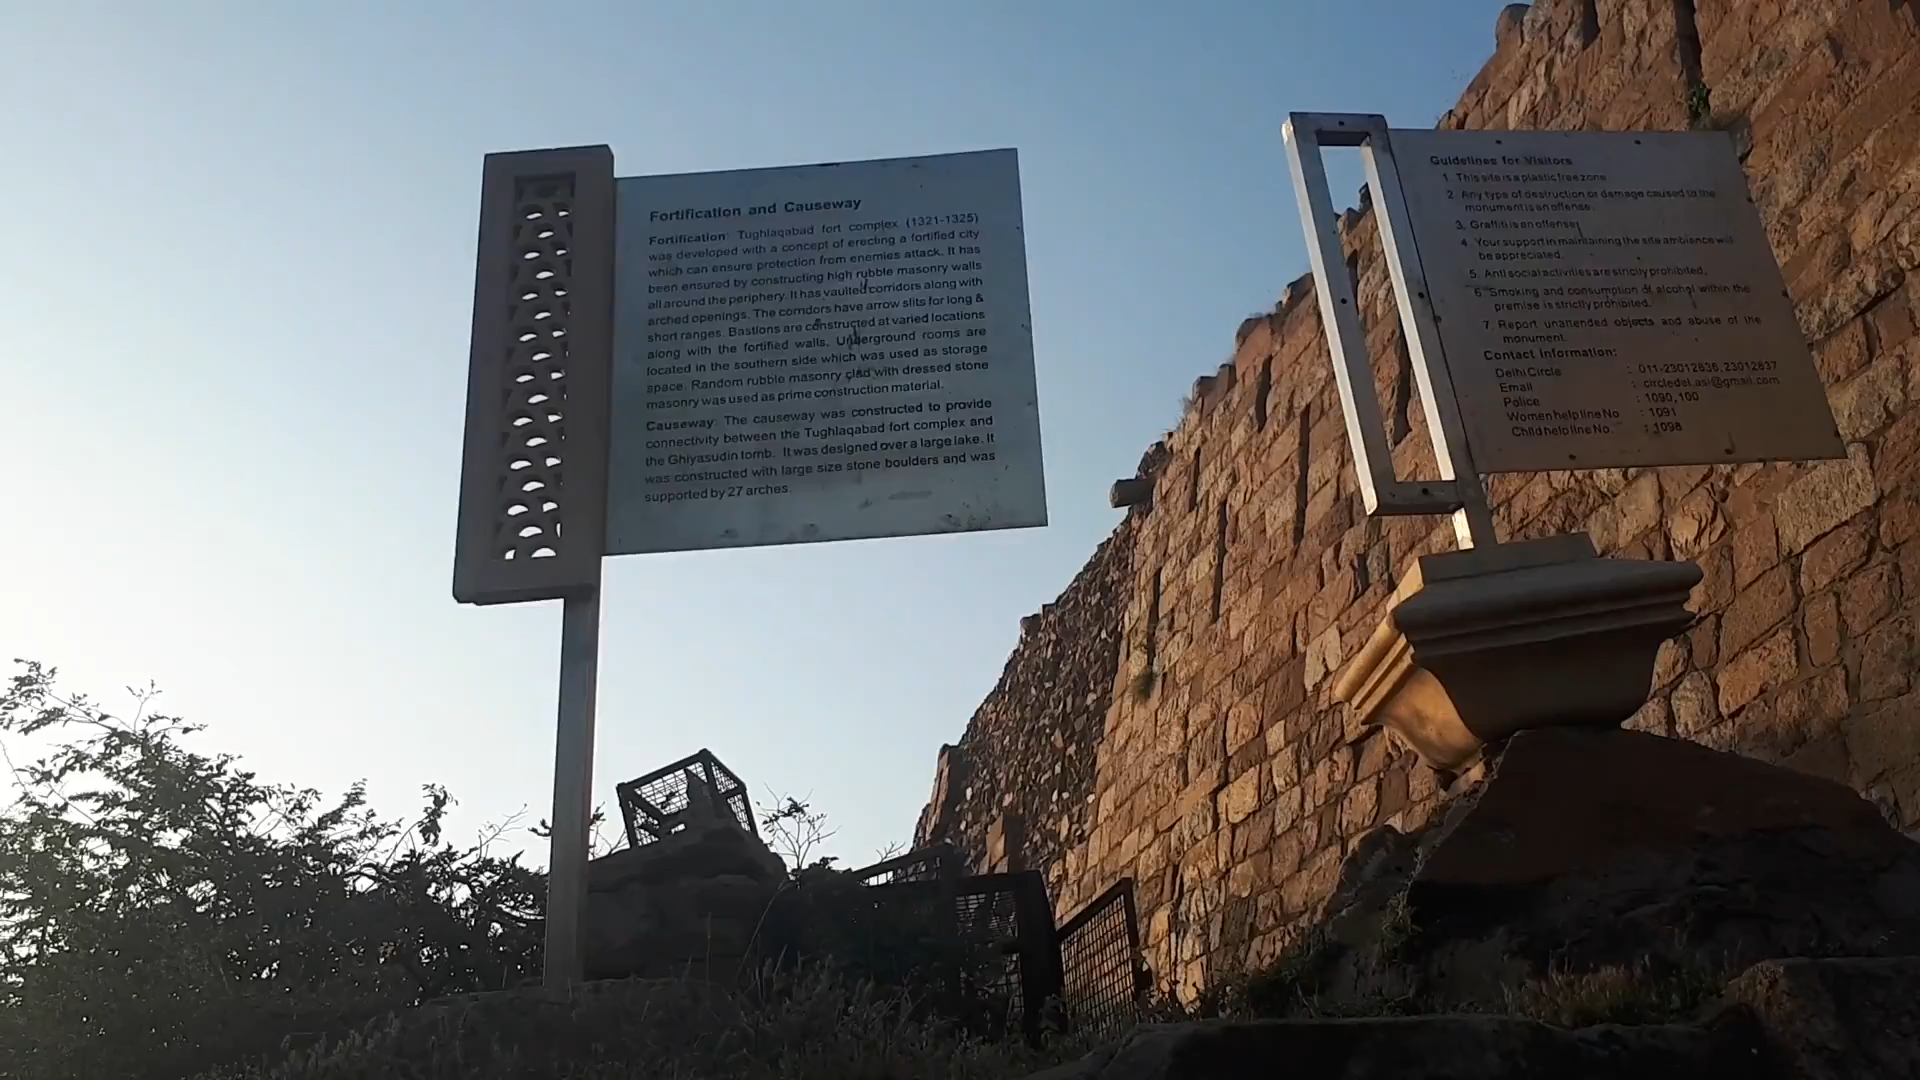 Fortification and Causeway
Fortification: Tughlaqabad fort complex (1321-1325)
was developed with a concept of erecting a fortified city
which can ensure protection from enemies attack. It has
been ensured by constructing high rubble masonry walls
all around the periphery. It has vaulted corridors along with
arched openings. The corridors have arrow slits for long &
short ranges. Bastions are constructed at varied locations
along with the fortified walls. Underground rooms are
located in the southern side which was used as storage
space. Random rubble masonry clad with dressed stone
masonry was used as prime construction material.
Causeway: The causeway was constructed to provide
connectivity between the Tughlaqabad fort complex and
the Ghiyasudin tomb. It was designed over a large lake. It
was constructed with large size stone boulders and was
supported by 27 arches.
Guidelines for Visitors
1. This site is a plastic free zone
2. Any type of destruction or damage caused to the
monument is an offense.
3. Graffiti is an offense
4. Your support in maintaining the site ambience will
be appreciated.
5. Anti social activities are strictly prohibited.
6. Smoking and consumption of alcohol within the
premise is strictly prohibited.
7. Report unattended objects and abuse of the
monument.
Contact Information:
Delhi Circle : 011-23012836, 23012837
Email : circledel.asi@gmail.com
Police : 1090, 100
Women help line No : 1091
Child help line No. : 1098